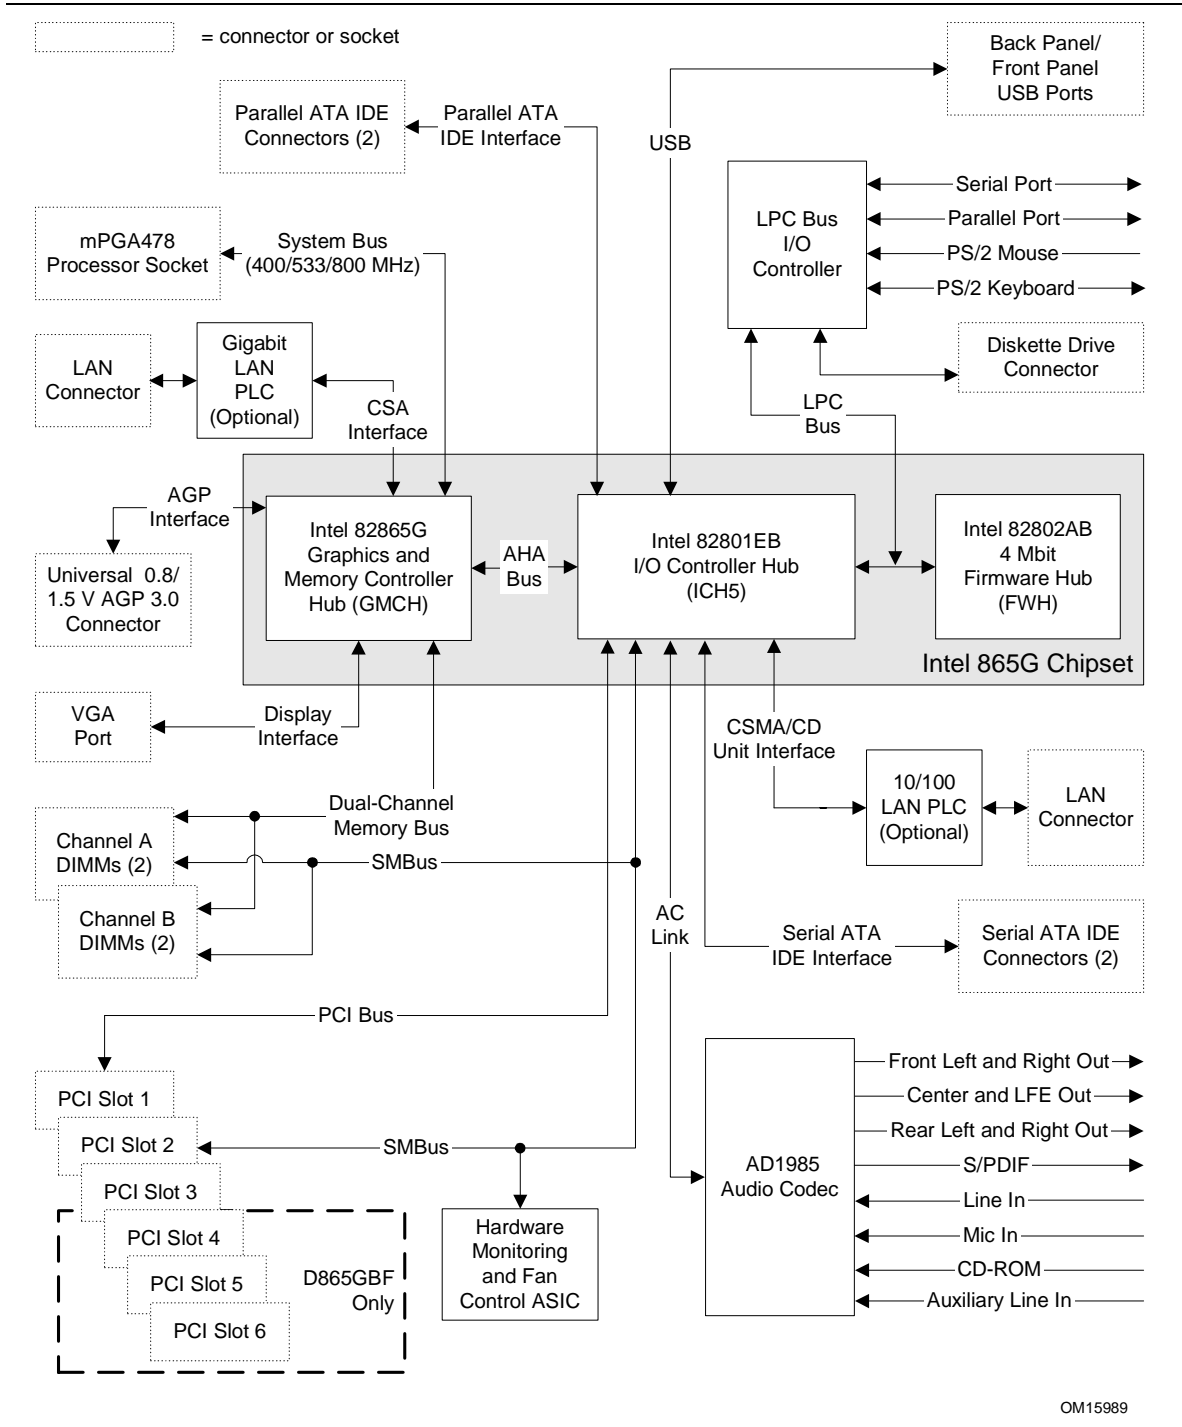 = connector or socket
Back Panel/
Front Panel
USB Ports
Parallel ATA IDE
Connectors (2)
Parallel ATA
IDE Interface
USB
LPC Bus
I/O
Controller
Serial Port
Parallel Port
PS/2 Mouse
PS/2 Keyboard
mPGA478
Processor Socket
System Bus
(400/533/800 MHz)
LAN
Connector
Gigabit
LAN
PLC
(Optional)
CSA
Interface
Diskette Drive
Connector
LPC
Bus
AGP
Interface
Universal 0.8/
1.5 V AGP 3.0
Connector
Intel 82865G
Graphics and
Memory Controller
Hub (GMCH)
AHA
Bus
Intel 82801EB
I/O Controller Hub
(ICH5)
Intel 82802AB
4 Mbit
Firmware Hub
(FWH)
Intel 865G Chipset
VGA
Port
Display
Interface
CSMA/CD
Unit Interface
10/100
LAN PLC
(Optional)
LAN
Connector
Dual-Channel
Memory Bus
Channel A
DIMMs (2)
SMBus
Channel B
DIMMs (2)
AC
Link
Serial ATA
IDE Interface
Serial ATA IDE
Connectors (2)
PCI Bus
PCI Slot 1
PCI Slot 2
PCI Slot 3
PCI Slot 4
PCI Slot 5
PCI Slot 6
D865GBF
Only
SMBus
Hardware
Monitoring
and Fan
Control ASIC
AD1985
Audio Codec
Front Left and Right Out
Center and LFE Out
Rear Left and Right Out
S/PDIF
Line In
Mic In
CD-ROM
Auxiliary Line In
OM15989